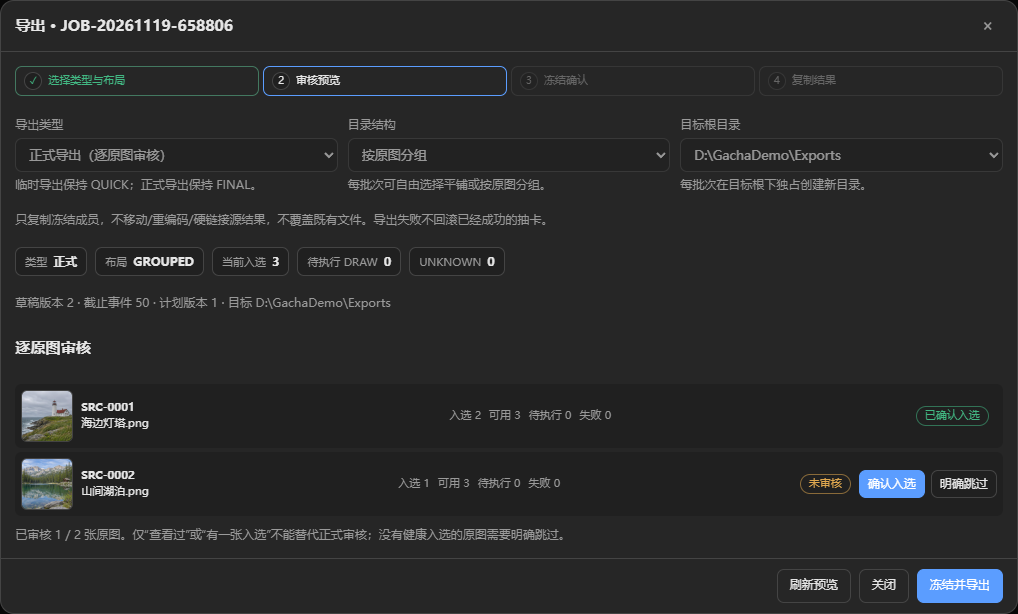 导出 • JOB-20261119-658806
×
✓ 选择类型与布局
2 审核预览
3 冻结确认
4 复制结果
导出类型
目录结构
目标根目录
正式导出（逐原图审核）
按原图分组
D:\GachaDemo\Exports
临时导出保持 QUICK；正式导出保持 FINAL。
每批次可自由选择平铺或按原图分组。
每批次在目标根下独占创建新目录。
只复制冻结成员，不移动/重编码/硬链接源结果，不覆盖既有文件。导出失败不回滚已经成功的抽卡。
类型 正式
布局 GROUPED
当前入选 3
待执行 DRAW 0
UNKNOWN 0
草稿版本 2 · 截止事件 50 · 计划版本 1 · 目标 D:\GachaDemo\Exports
逐原图审核
SRC-0001
海边灯塔.png
入选 2 可用 3 待执行 0 失败 0
已确认入选
SRC-0002
山间湖泊.png
入选 1 可用 3 待执行 0 失败 0
未审核
确认入选
明确跳过
已审核 1 / 2 张原图。仅“查看过”或“有一张入选”不能替代正式审核；没有健康入选的原图需要明确跳过。
刷新预览
关闭
冻结并导出